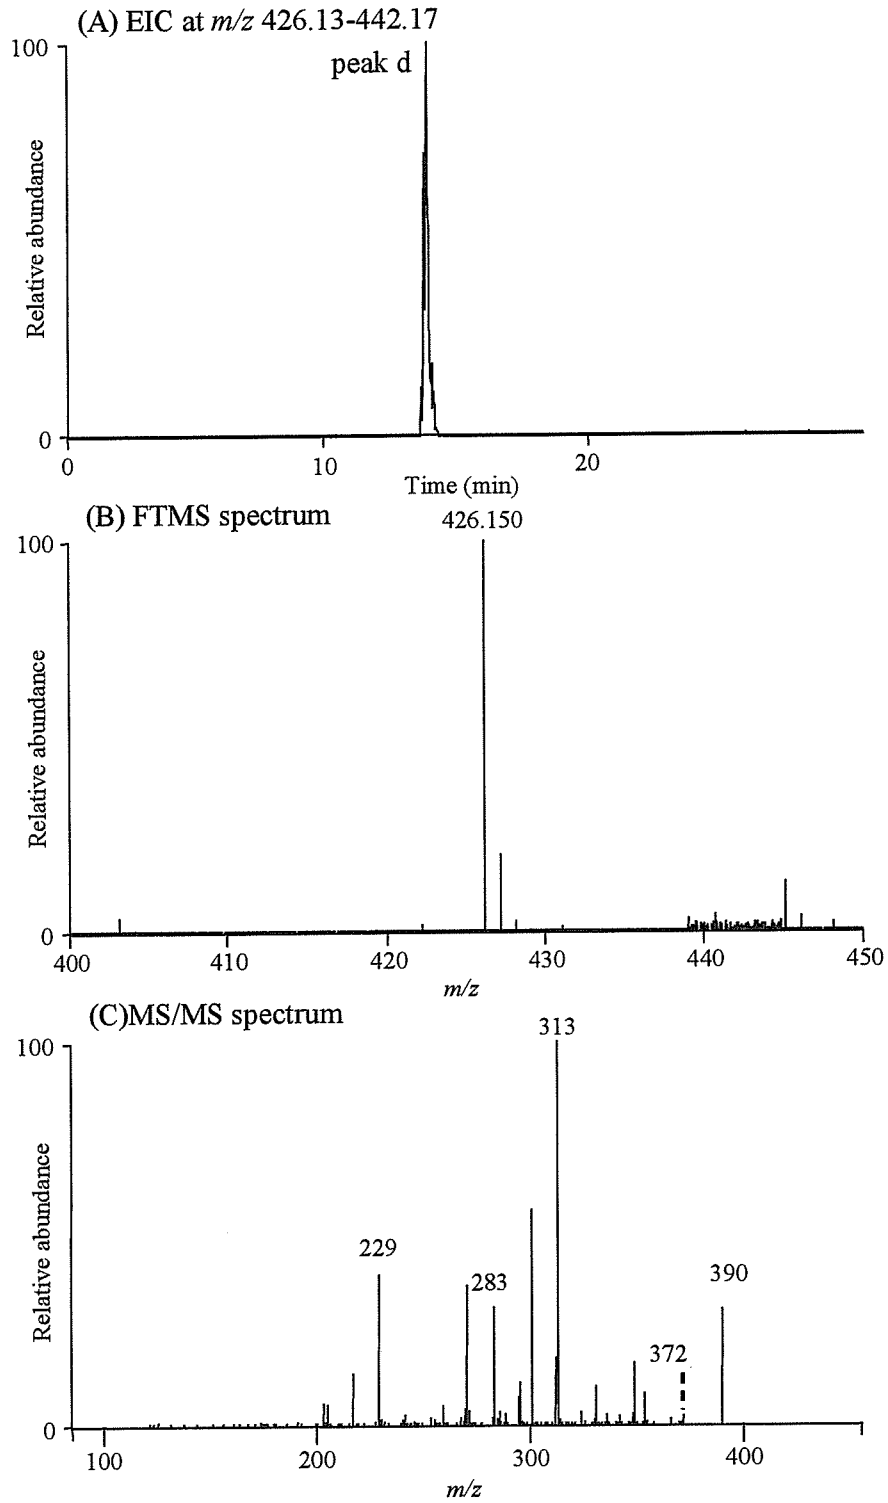 (A) EIC at m/z 426.13-442.17
100
peak d
Relative abundance
0
0 10 20
Time (min)
(B) FTMS spectrum
426.150
100
Relative abundance
0
400 410 420 430 440 450
m/z
(C)MS/MS spectrum
313
100
Relative abundance
229
283
390
372
0
100 200 300 400
m/z